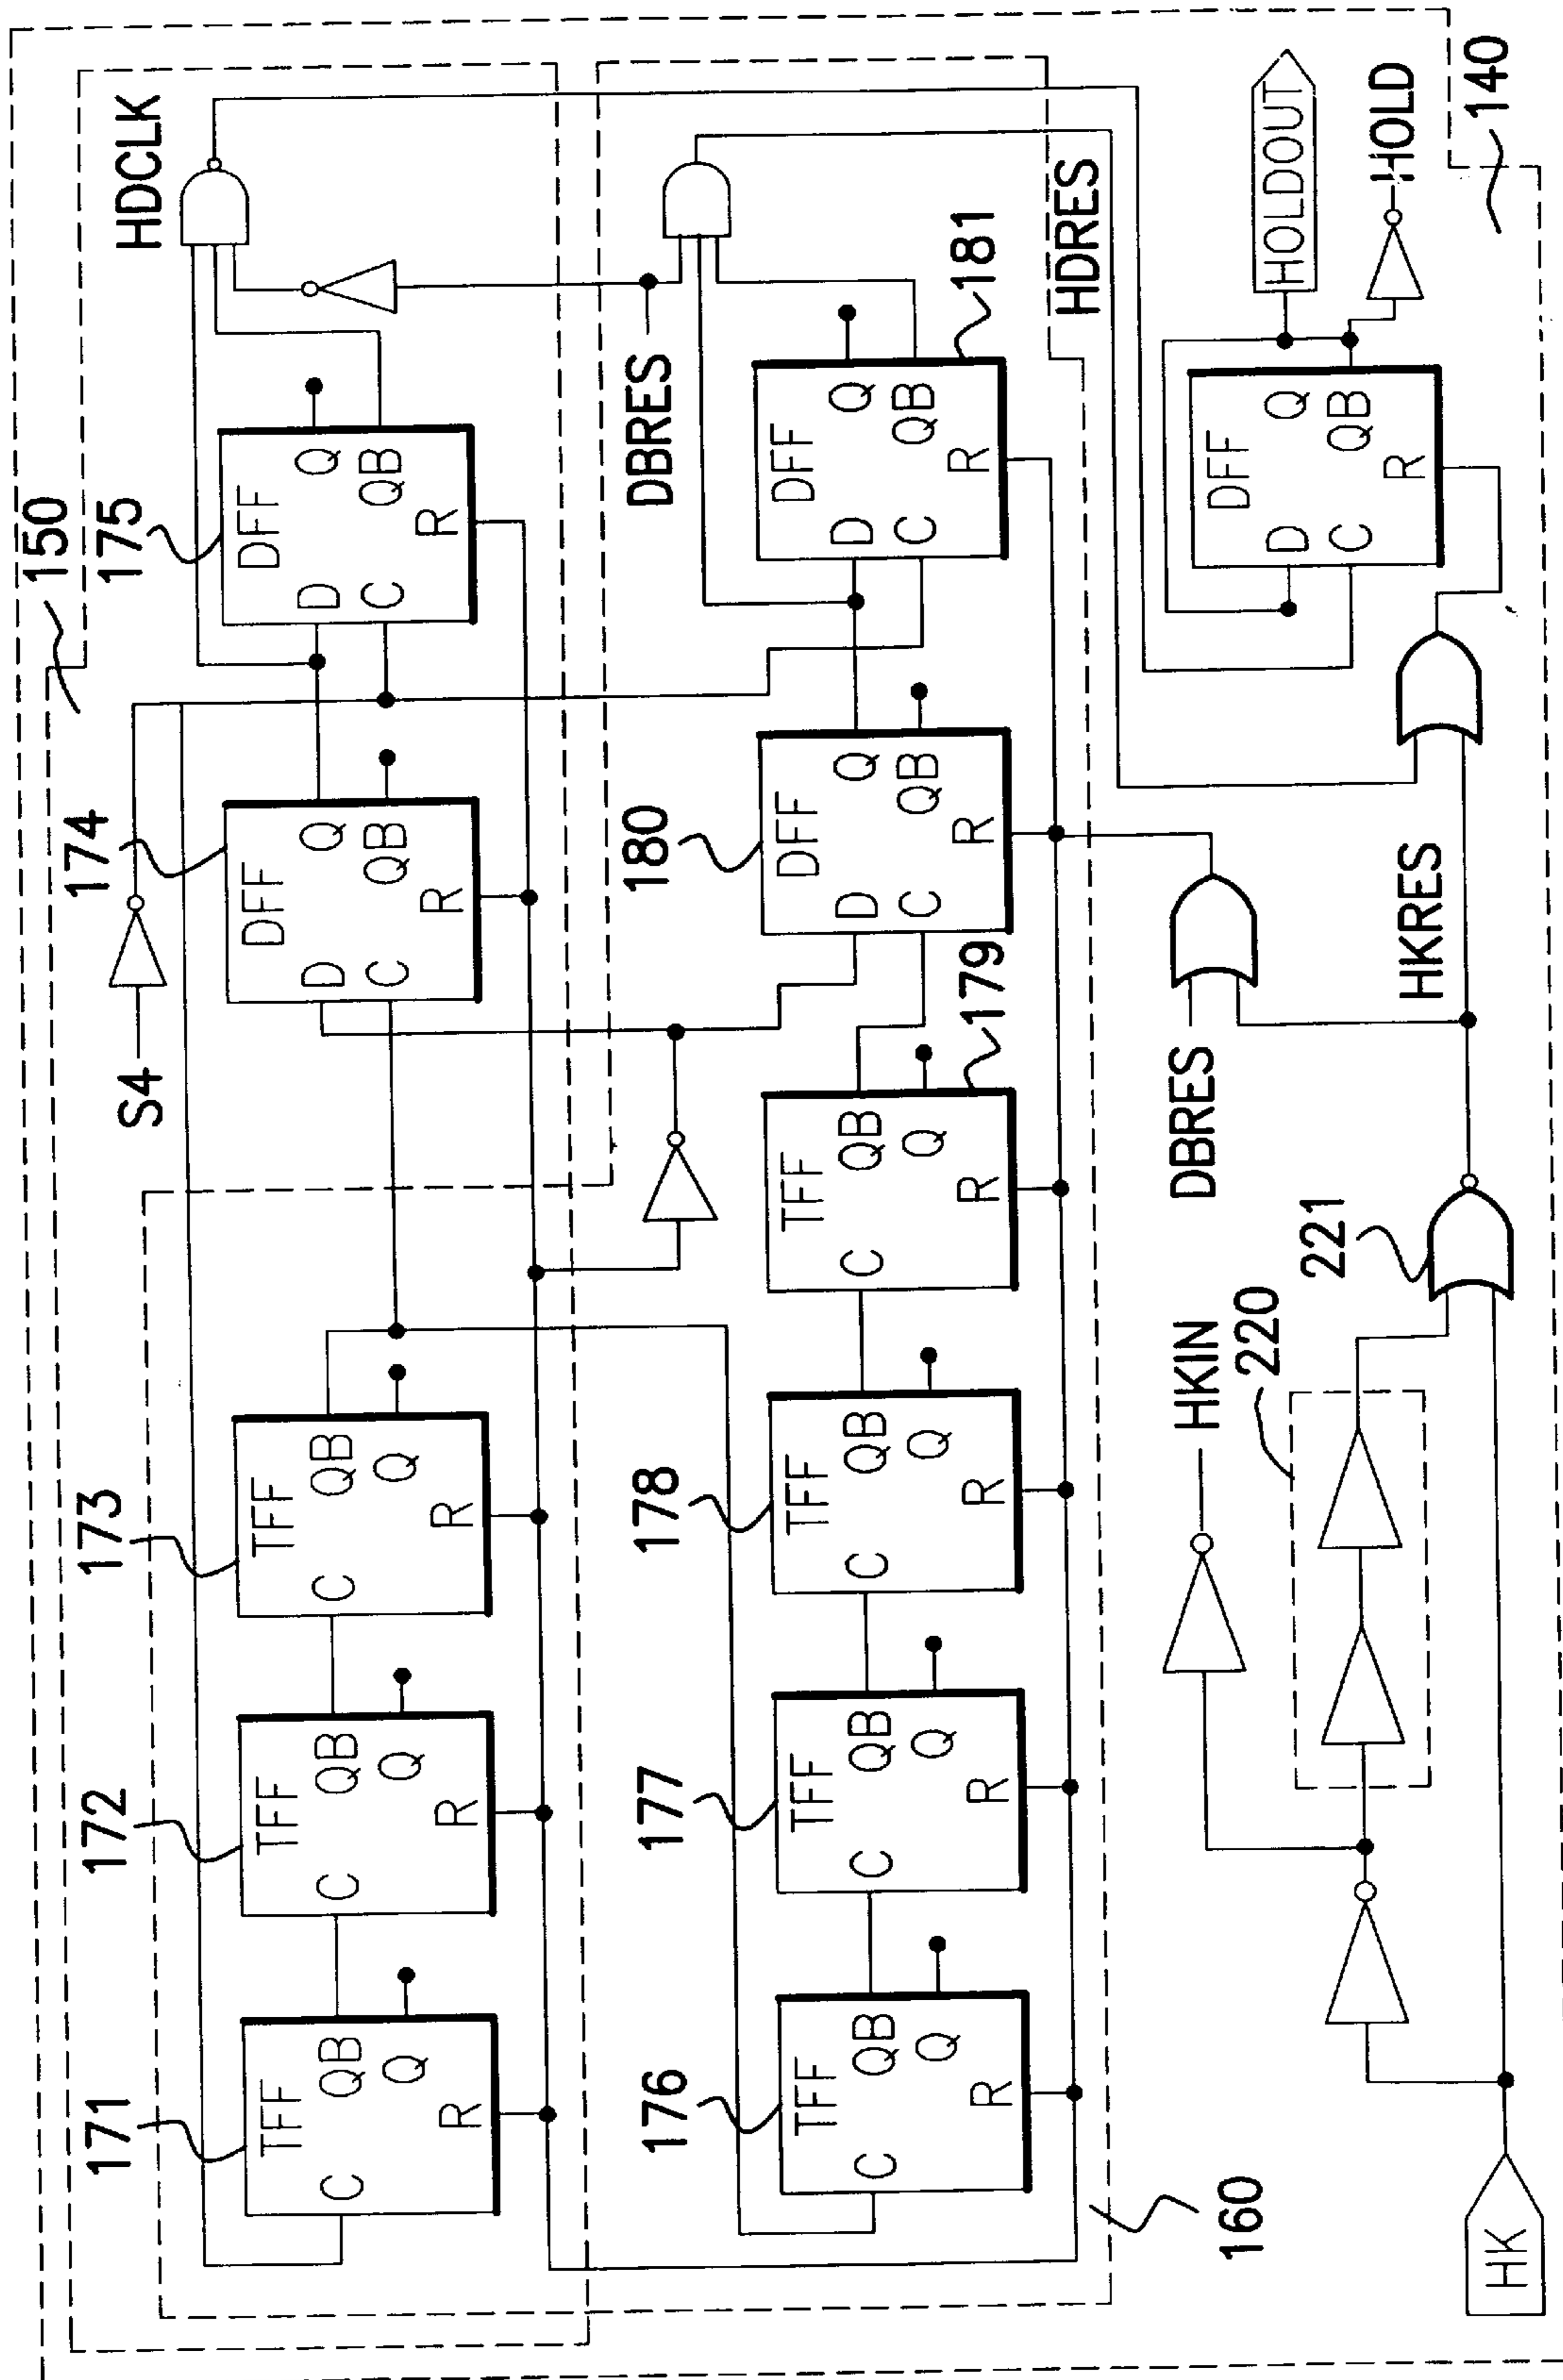 150
HDCLK
171
TFF
C
QB
Q
R
172
TFF
C
QB
Q
R
173
TFF
C
QB
Q
R
S4
174
DFF
D
C
Q
QB
R
175
DFF
D
C
Q
QB
R
176
TFF
C
QB
Q
R
177
TFF
C
QB
Q
R
178
TFF
C
QB
Q
R
179
TFF
C
QB
Q
R
180
DFF
D
C
Q
QB
R
DBRES
181
DFF
D
C
Q
QB
R
HDRES
160
HK
HKIN
220
221
DBRES
HKRES
DFF
D
C
Q
QB
R
HOLDOUT
HOLD
140